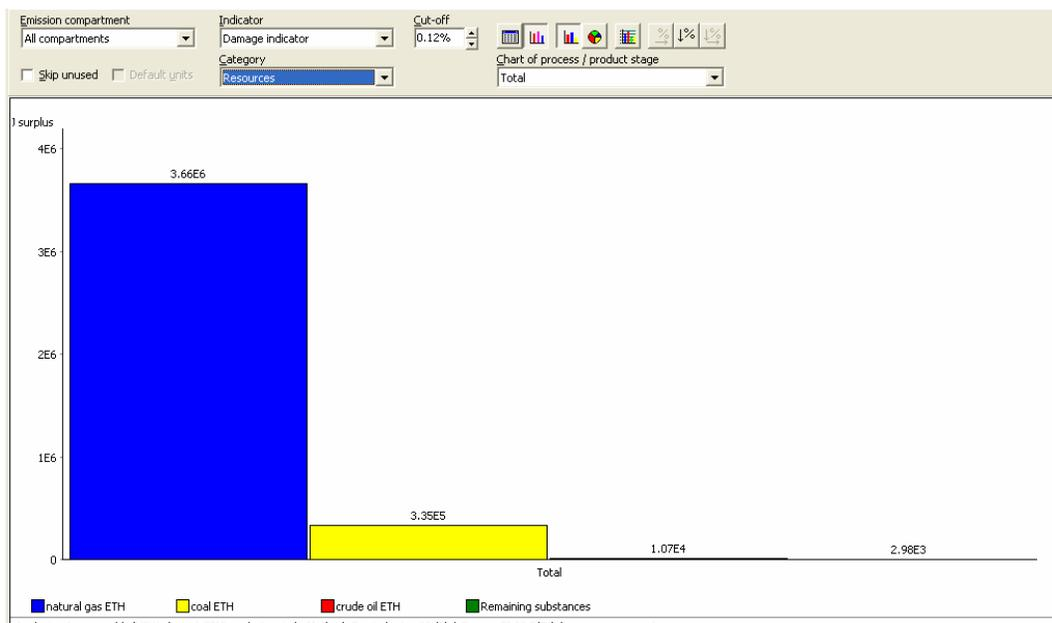 Emission compartment Indicator Cut-off
All compartments Damage indicator 0.12%
Category Chart of process / product stage
Skip unused Default units Resources Total
J surplus
4E6
3.66E6
3E6
2E6
1E6
3.35E5
1.07E4 2.98E3
0
Total
natural gas ETH coal ETH crude oil ETH Remaining substances